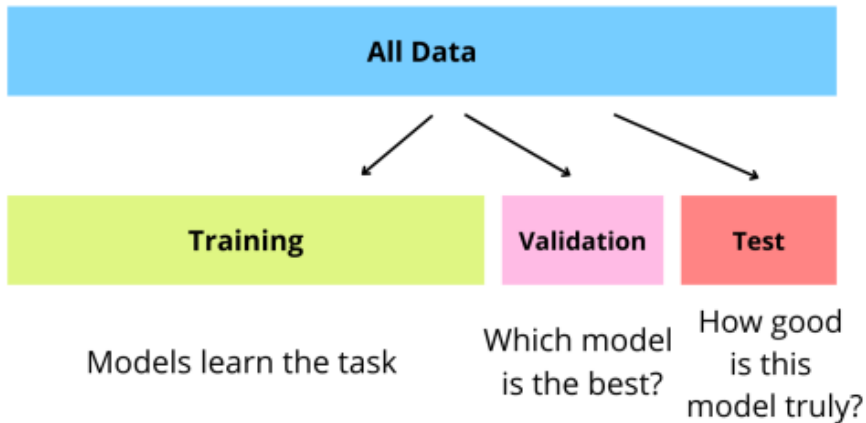 All Data
Training
Validation
Test
Models learn the task
Which model
is the best?
How good
is this
model truly?